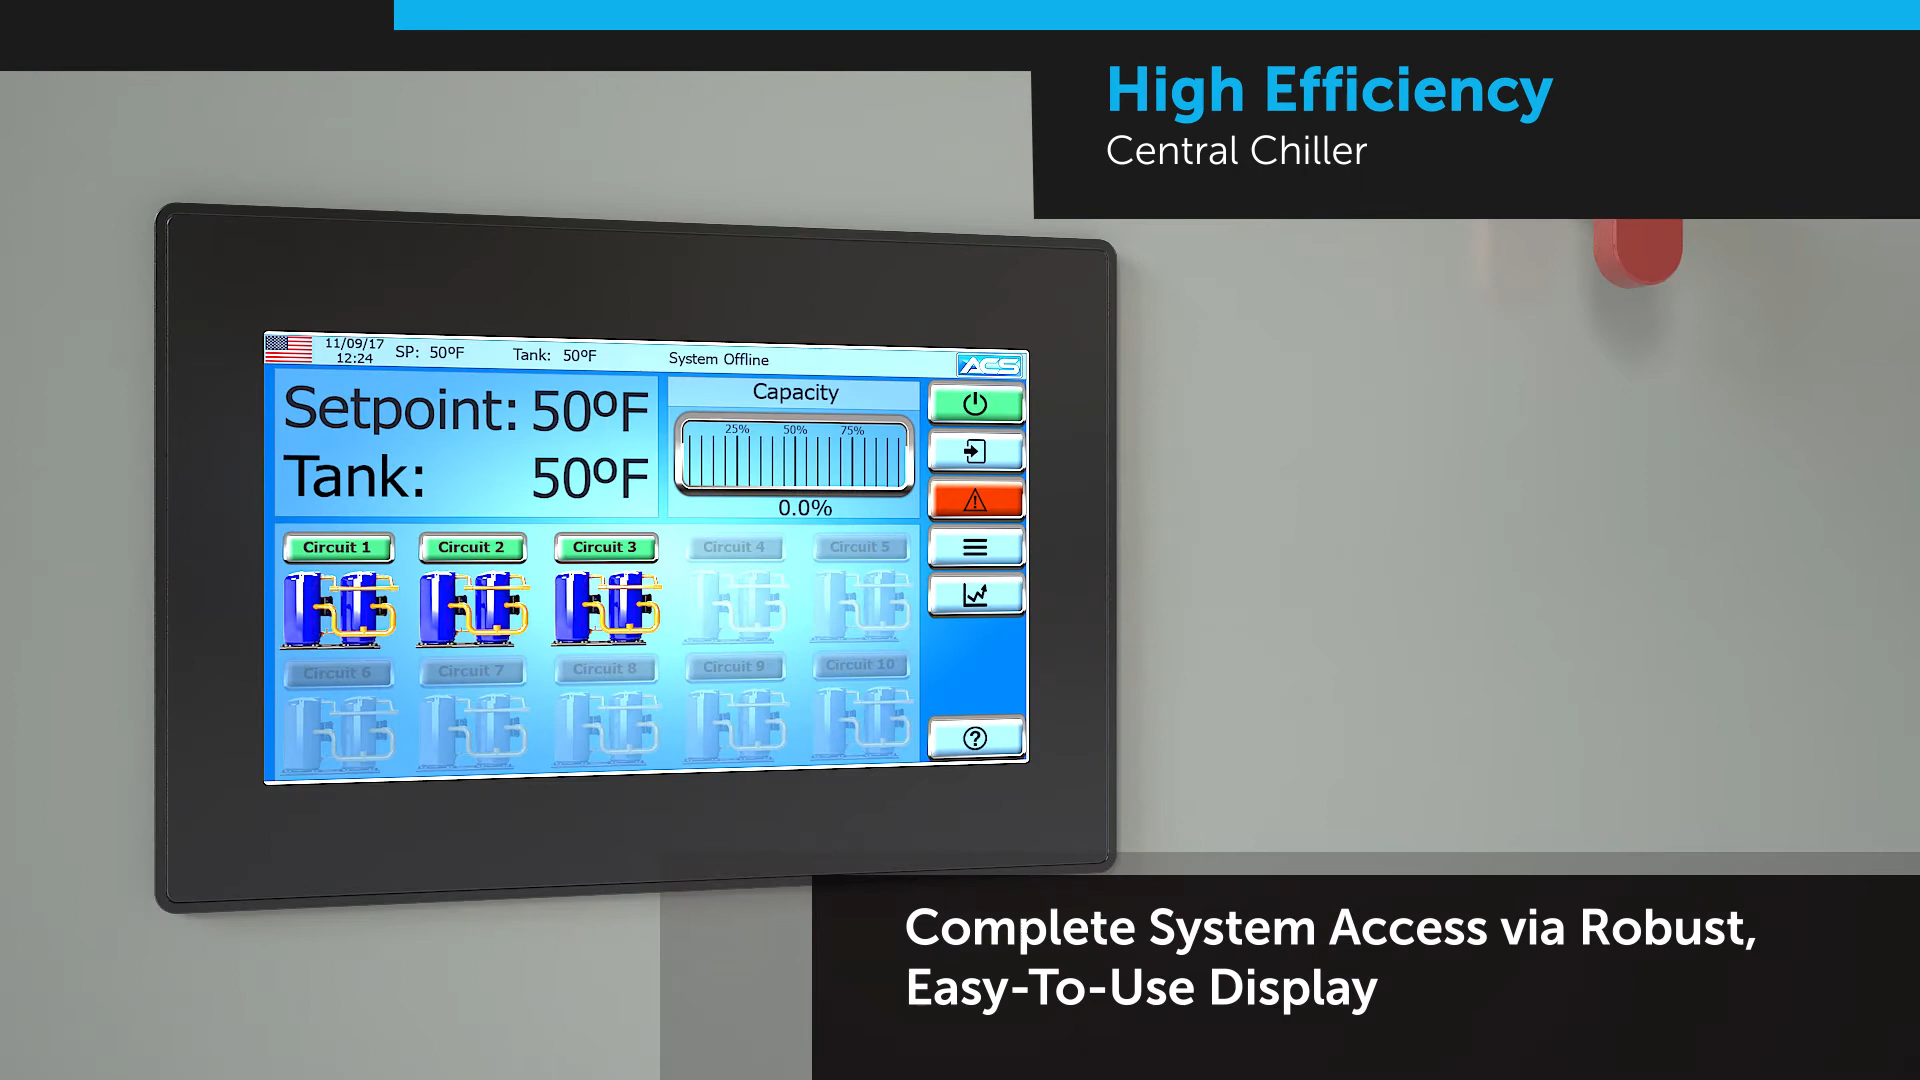 High Efficiency
Central Chiller
11/09/17
12:24
SP: 50ºF
Tank: 50ºF
System Offline
ACS
Setpoint: 50ºF
Tank: 50ºF
Capacity
25% 50% 75%
0.0%
Circuit 1
Circuit 2
Circuit 3
Circuit 4
Circuit 5
Circuit 6
Circuit 7
Circuit 8
Circuit 9
Circuit 10
Complete System Access via Robust,
Easy-To-Use Display